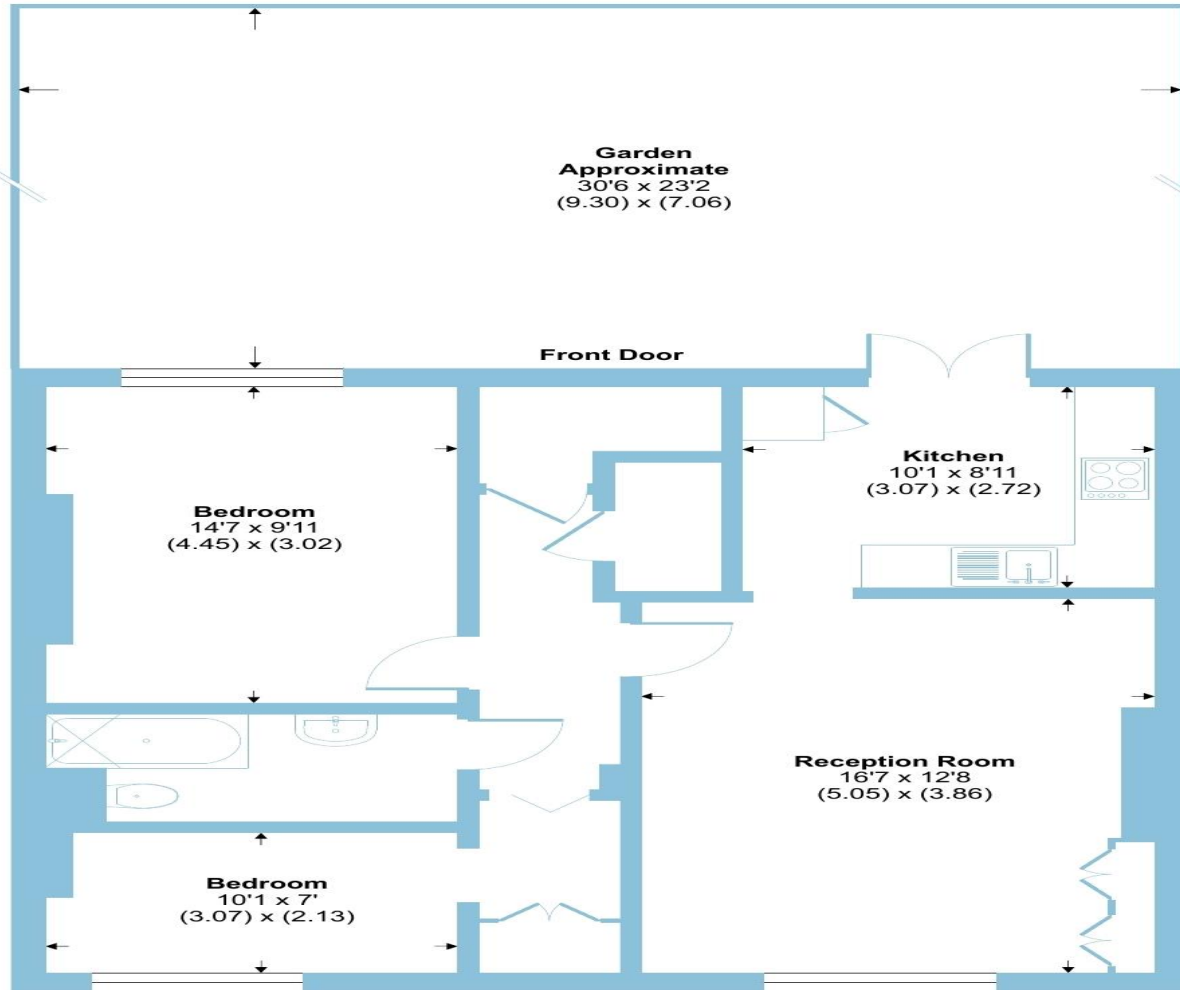 Garden
Approximate
30'6 x 23'2
(9.30) x (7.06)
Front Door
Kitchen
10'1 x 8'11
(3.07) x (2.72)
Bedroom
14'7 x 9'11
(4.45) x (3.02)
Reception Room
16'7 x 12'8
(5.05) x (3.86)
Bedroom
10'1 x 7'
(3.07) x (2.13)